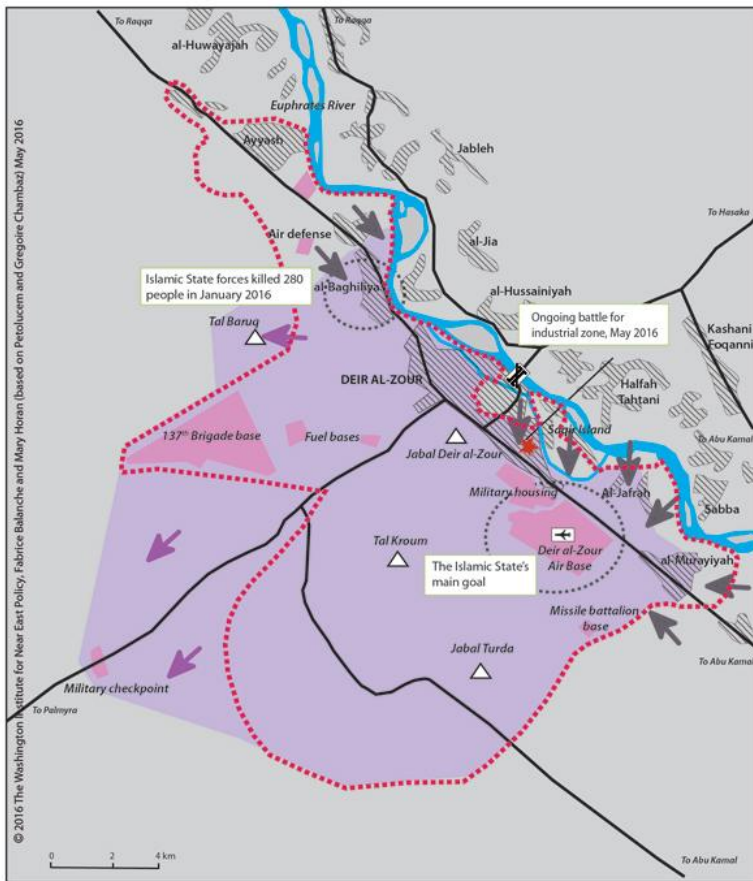 To Raqqa
To Raqqa
al-Huwayajah
Euphrates River
Ayyash
Jableh
To Hasaka
Air defense
al-Jia
Islamic State forces killed 280
people in January 2016
al-Baghiliya
al-Hussainiyah
Ongoing battle for
industrial zone, May 2016
Tal Baruq
Kashani
Foqanni
DEIR AL-ZOUR
Halfah
Tahtani
137th Brigade base
Fuel bases
Saqir Island
To Abu Kamal
Jabal Deir al-Zour
Military housing
Al-Jafrah
Sabba
Tal Kroum
Deir al-Zour
Air Base
The Islamic State's
main goal
al-Murayiyah
Missile battalion
base
Jabal Turda
To Abu Kamal
Military checkpoint
To Palmyra
To Abu Kamal
0 2 4 km
© 2016 The Washington Institute for Near East Policy, Fabrice Balanche and Mary Horan (based on Petolucem and Gregoire Chambaz) May 2016